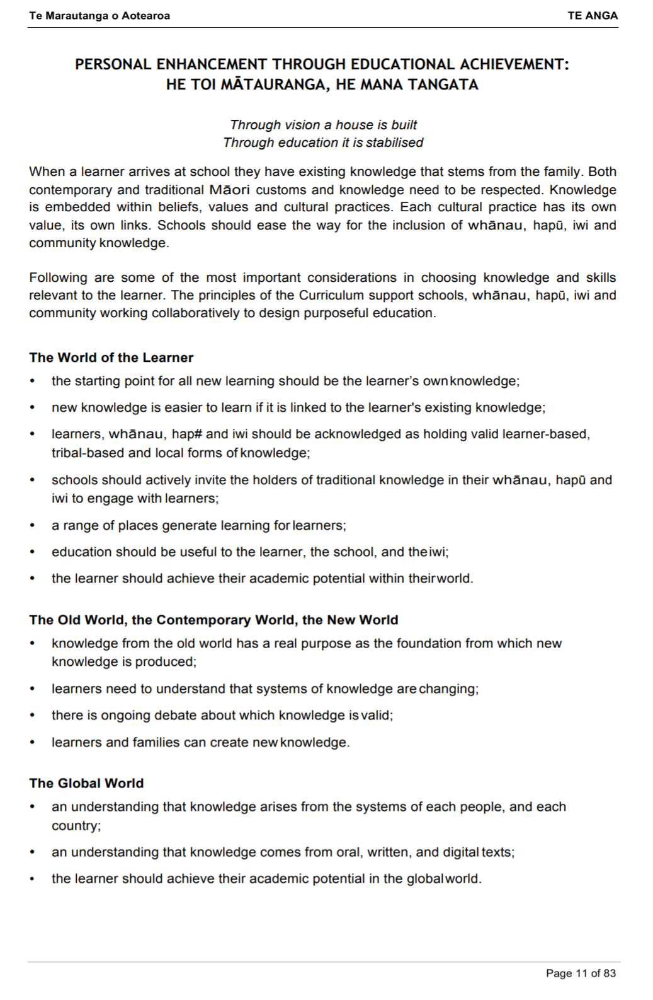 Te Marautanga o Aotearoa TE ANGA
PERSONAL ENHANCEMENT THROUGH EDUCATIONAL ACHIEVEMENT:
HE TOI MĀTAURANGA, HE MANA TANGATA
Through vision a house is built
Through education it is stabilised
When a learner arrives at school they have existing knowledge that stems from the family. Both
contemporary and traditional Māori customs and knowledge need to be respected. Knowledge
is embedded within beliefs, values and cultural practices. Each cultural practice has its own
value, its own links. Schools should ease the way for the inclusion of whānau, hapū, iwi and
community knowledge.
Following are some of the most important considerations in choosing knowledge and skills
relevant to the learner. The principles of the Curriculum support schools, whānau, hapū, iwi and
community working collaboratively to design purposeful education.
The World of the Learner
• the starting point for all new learning should be the learner’s own knowledge;
• new knowledge is easier to learn if it is linked to the learner's existing knowledge;
• learners, whānau, hap# and iwi should be acknowledged as holding valid learner-based,
tribal-based and local forms of knowledge;
• schools should actively invite the holders of traditional knowledge in their whānau, hapū and
iwi to engage with learners;
• a range of places generate learning for learners;
• education should be useful to the learner, the school, and the iwi;
• the learner should achieve their academic potential within their world.
The Old World, the Contemporary World, the New World
• knowledge from the old world has a real purpose as the foundation from which new
knowledge is produced;
• learners need to understand that systems of knowledge are changing;
• there is ongoing debate about which knowledge is valid;
• learners and families can create new knowledge.
The Global World
• an understanding that knowledge arises from the systems of each people, and each
country;
• an understanding that knowledge comes from oral, written, and digital texts;
• the learner should achieve their academic potential in the global world.
Page 11 of 83